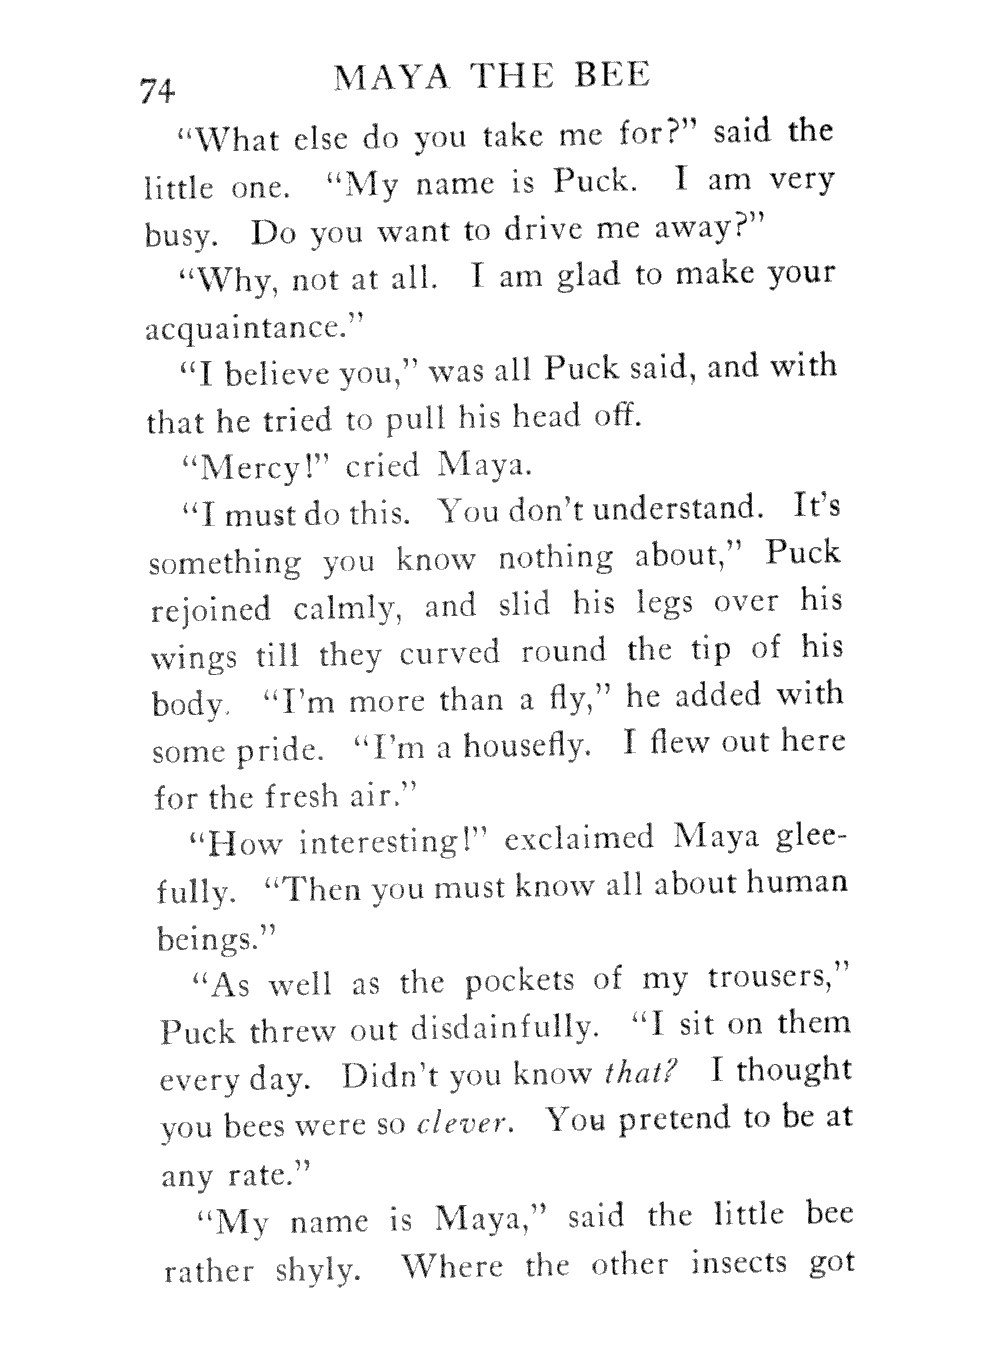 74
MAYA THE BEE
“What else do you take me for?” said the
little one. “My name is Puck. I am very
busy. Do you want to drive me away?”
“Why, not at all. I am glad to make your
acquaintance.”
“I believe you,” was all Puck said, and with
that he tried to pull his head off.
“Mercy!” cried Maya.
“I must do this. You don’t understand. It’s
something you know nothing about,” Puck
rejoined calmly, and slid his legs over his
wings till they curved round the tip of his
body. “I’m more than a fly,” he added with
some pride. “I’m a housefly. I flew out here
for the fresh air.”
“How interesting!” exclaimed Maya glee-
fully. “Then you must know all about human
beings.”
“As well as the pockets of my trousers,”
Puck threw out disdainfully. “I sit on them
every day. Didn’t you know that? I thought
you bees were so clever. You pretend to be at
any rate.”
“My name is Maya,” said the little bee
rather shyly. Where the other insects got